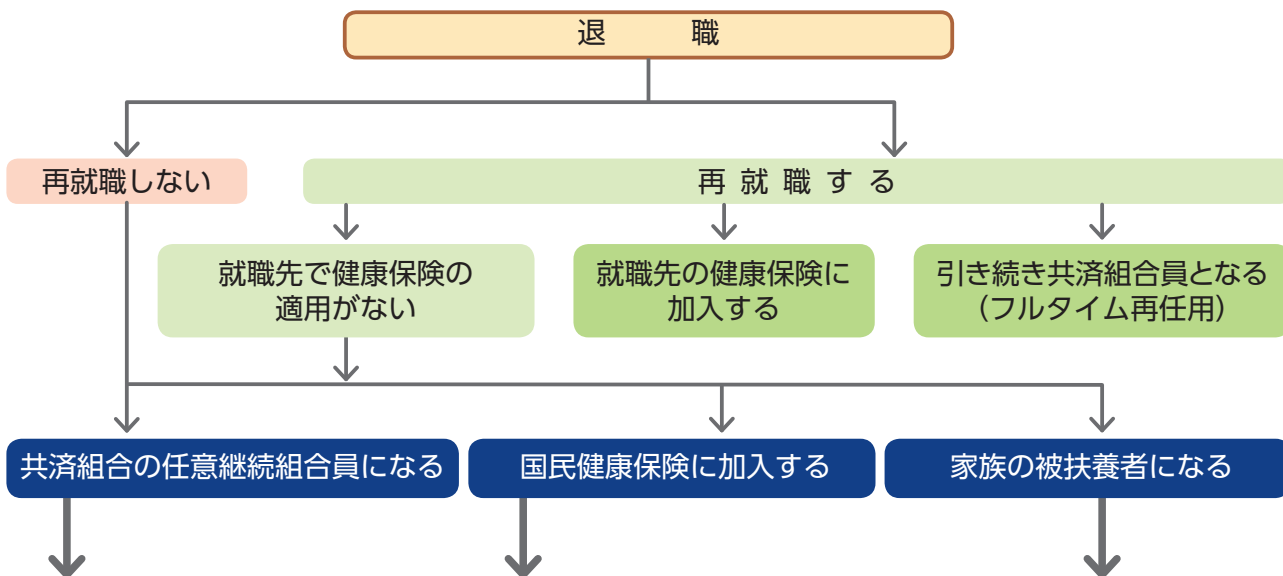 退 職
再就職しない
再就職する
就職先で健康保険の
適用がない
就職先の健康保険に
加入する
引き続き共済組合員となる
（フルタイム再任用）
共済組合の任意継続組合員になる
国民健康保険に加入する
家族の被扶養者になる